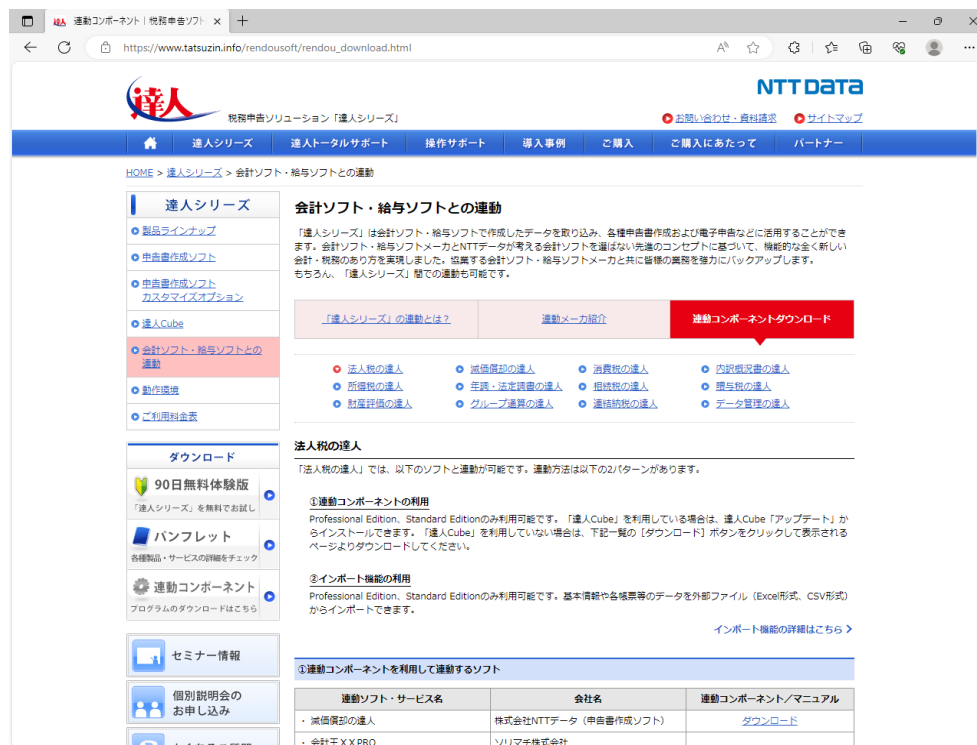 達人 連動コンポーネント｜税務申告ソフト
https://www.tatsuzin.info/rendousoft/rendou_download.html
達人
税務申告ソリューション「達人シリーズ」
NTT DATA
お問い合わせ・資料請求 サイトマップ
達人シリーズ 達人トータルサポート 操作サポート 導入事例 ご購入 ご購入にあたって パートナー
HOME > 達人シリーズ > 会計ソフト・給与ソフトとの連動
達人シリーズ
製品ラインナップ
申告書作成ソフト
申告書作成ソフト
カスタマイズオプション
達人Cube
会計ソフト・給与ソフトとの
連動
動作環境
ご利用料金表
ダウンロード
90日無料体験版
「達人シリーズ」を無料でお試し
パンフレット
各種製品・サービスの詳細をチェック
連動コンポーネント
プログラムのダウンロードはこちら
セミナー情報
個別説明会の
お申し込み
会計ソフト・給与ソフトとの連動
「達人シリーズ」は会計ソフト・給与ソフトで作成したデータを取り込み、各種申告書作成および電子申告などに活用することができ
ます。会計ソフト・給与ソフトメーカとNTTデータが考える会計ソフトを選ばない先進のコンセプトに基づいて、機能的な全く新しい
会計・税務のあり方を実現しました。協業する会計ソフト・給与ソフトメーカと共に皆様の業務を強力にバックアップします。
もちろん、「達人シリーズ」間での連動も可能です。
「達人シリーズ」の連動とは？ 連動メーカ紹介 連動コンポーネントダウンロード
法人税の達人 減価償却の達人 消費税の達人 内訳概況書の達人
所得税の達人 年調・法定調書の達人 相続税の達人 贈与税の達人
財産評価の達人 グループ通算の達人 連結納税の達人 データ管理の達人
法人税の達人
「法人税の達人」では、以下のソフトと連動が可能です。連動方法は以下の2パターンがあります。
①連動コンポーネントの利用
Professional Edition、Standard Editionのみ利用可能です。「達人Cube」を利用している場合は、達人Cube「アップデート」か
らインストールできます。「達人Cube」を利用していない場合は、下記一覧の［ダウンロード］ボタンをクリックして表示される
ページよりダウンロードしてください。
②インポート機能の利用
Professional Edition、Standard Editionのみ利用可能です。基本情報や各帳票等のデータを外部ファイル（Excel形式、CSV形式）
からインポートできます。
インポート機能の詳細はこちら
①連動コンポーネントを利用して連動するソフト
連動ソフト・サービス名 会社名 連動コンポーネント／マニュアル
・ 減価償却の達人 株式会社NTTデータ（申告書作成ソフト） ダウンロード
・ 会計王ＸＸPRO ソリマチ株式会社